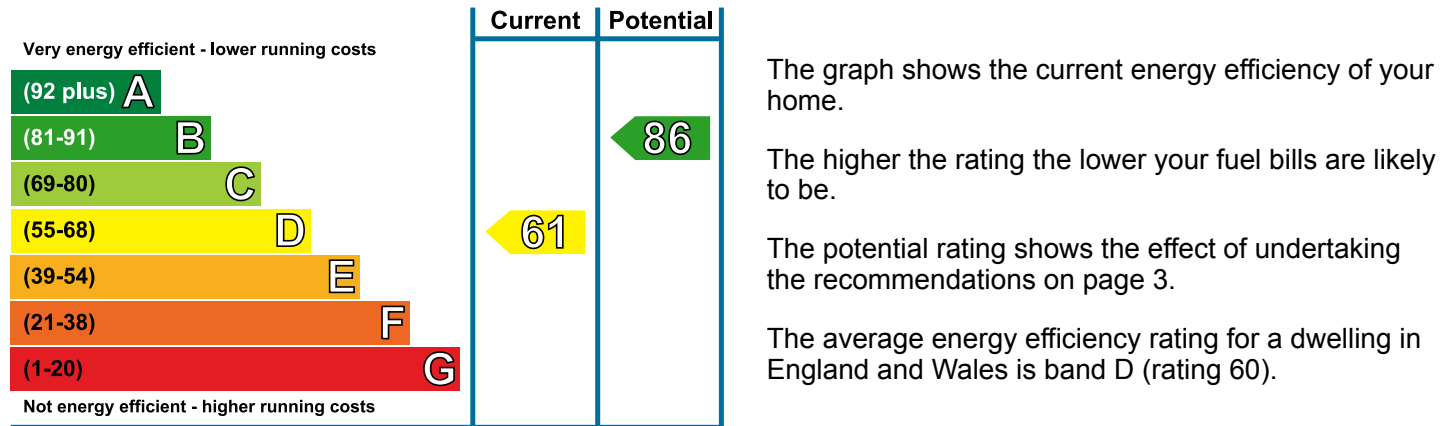 Current Potential
Very energy efficient - lower running costs
(92 plus) A
(81-91) B
86
(69-80) C
(55-68) D
61
(39-54) E
(21-38) F
(1-20) G
Not energy efficient - higher running costs
The graph shows the current energy efficiency of your
home.
The higher the rating the lower your fuel bills are likely
to be.
The potential rating shows the effect of undertaking
the recommendations on page 3.
The average energy efficiency rating for a dwelling in
England and Wales is band D (rating 60).